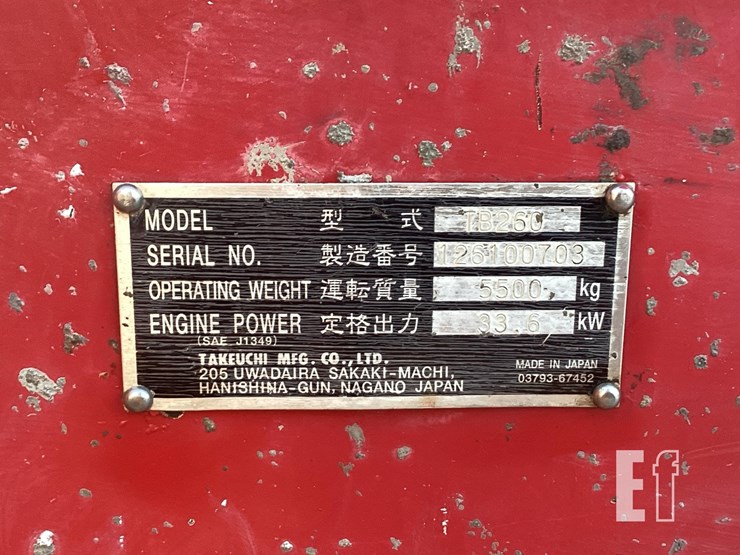 MODEL 型式 TB260
SERIAL NO. 製造番号 126100703
OPERATING WEIGHT 運転質量 5500 kg
ENGINE POWER 定格出力 33.6 kW
(SAE J1349)
TAKEUCHI MFG. CO., LTD.
205 UWADAIRA SAKAKI-MACHI,
HANISHINA-GUN, NAGANO JAPAN
MADE IN JAPAN
03793-67452
Ef